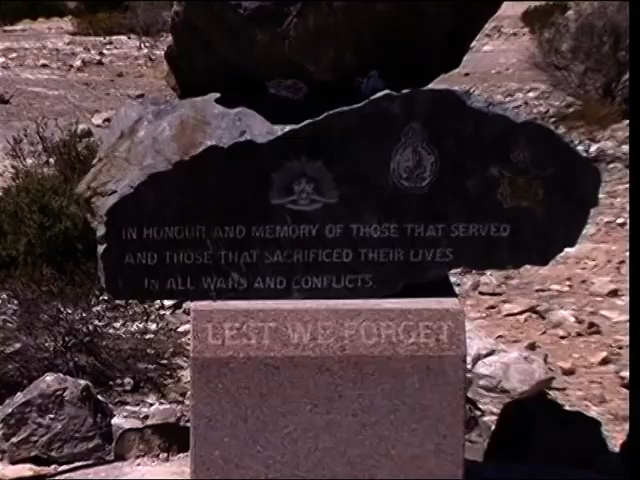 IN HONOUR AND MEMORY OF THOSE THAT SERVED
AND THOSE THAT SACRIFICED THEIR LIVES
IN ALL WARS AND CONFLICTS.
LEST WE FORGET